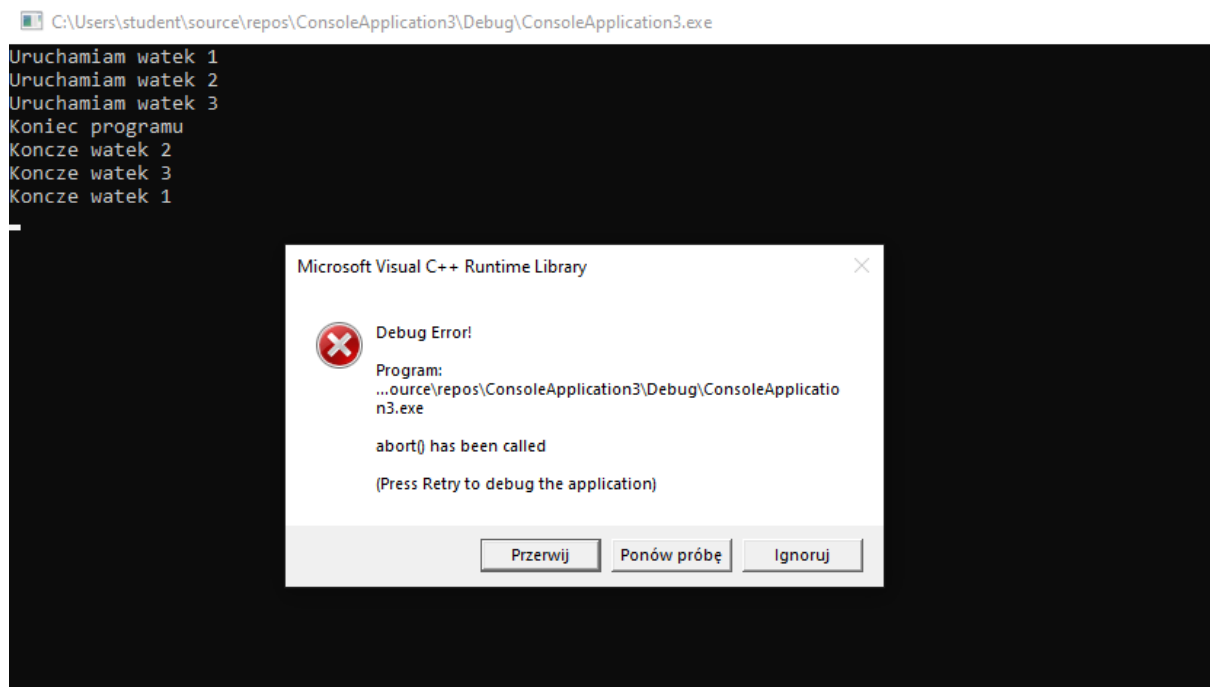 C:\Users\student\source\repos\ConsoleApplication3\Debug\ConsoleApplication3.exe
Uruchamiam watek 1
Uruchamiam watek 2
Uruchamiam watek 3
Koniec programu
Koncze watek 2
Koncze watek 3
Koncze watek 1
Microsoft Visual C++ Runtime Library
Debug Error!
Program:
...ource\repos\ConsoleApplication3\Debug\ConsoleApplicatio
n3.exe
abort() has been called
(Press Retry to debug the application)
Przerwij
Ponów próbę
Ignoruj